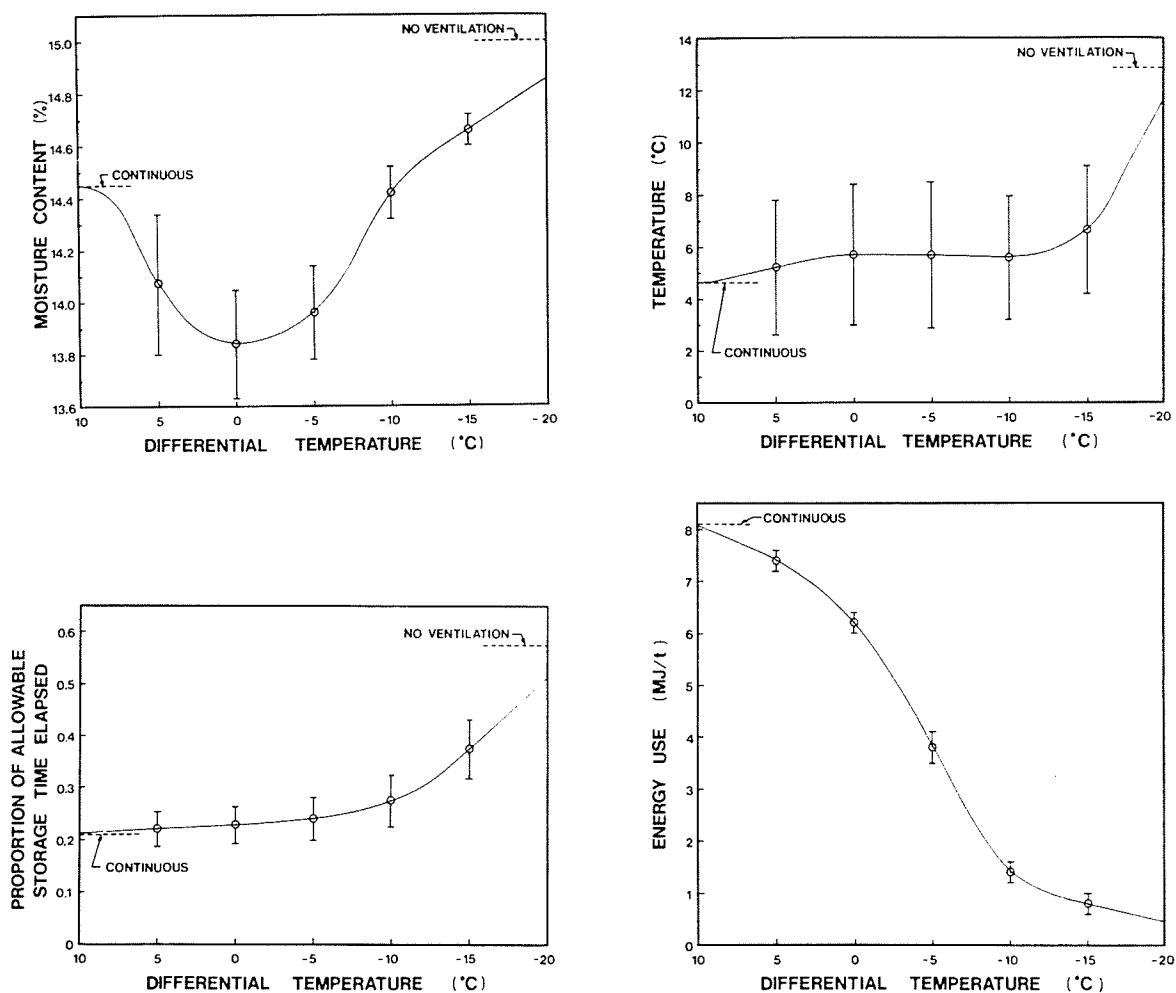 MOISTURE CONTENT (%)
15.0
14.8
14.6
14.4
14.2
14.0
13.8
13.6
NO VENTILATION
CONTINUOUS
10 5 0 -5 -10 -15 -20
DIFFERENTIAL TEMPERATURE (°C)
TEMPERATURE (°C)
14
12
10
8
6
4
2
0
NO VENTILATION
CONTINUOUS
10 5 0 -5 -10 -15 -20
DIFFERENTIAL TEMPERATURE (°C)
PROPORTION OF ALLOWABLE
STORAGE TIME ELAPSED
0.6
0.5
0.4
0.3
0.2
0.1
0
NO VENTILATION
CONTINUOUS
10 5 0 -5 -10 -15 -20
DIFFERENTIAL TEMPERATURE (°C)
ENERGY USE (MJ/t)
8
7
6
5
4
3
2
1
0
CONTINUOUS
10 5 0 -5 -10 -15 -20
DIFFERENTIAL TEMPERATURE (°C)